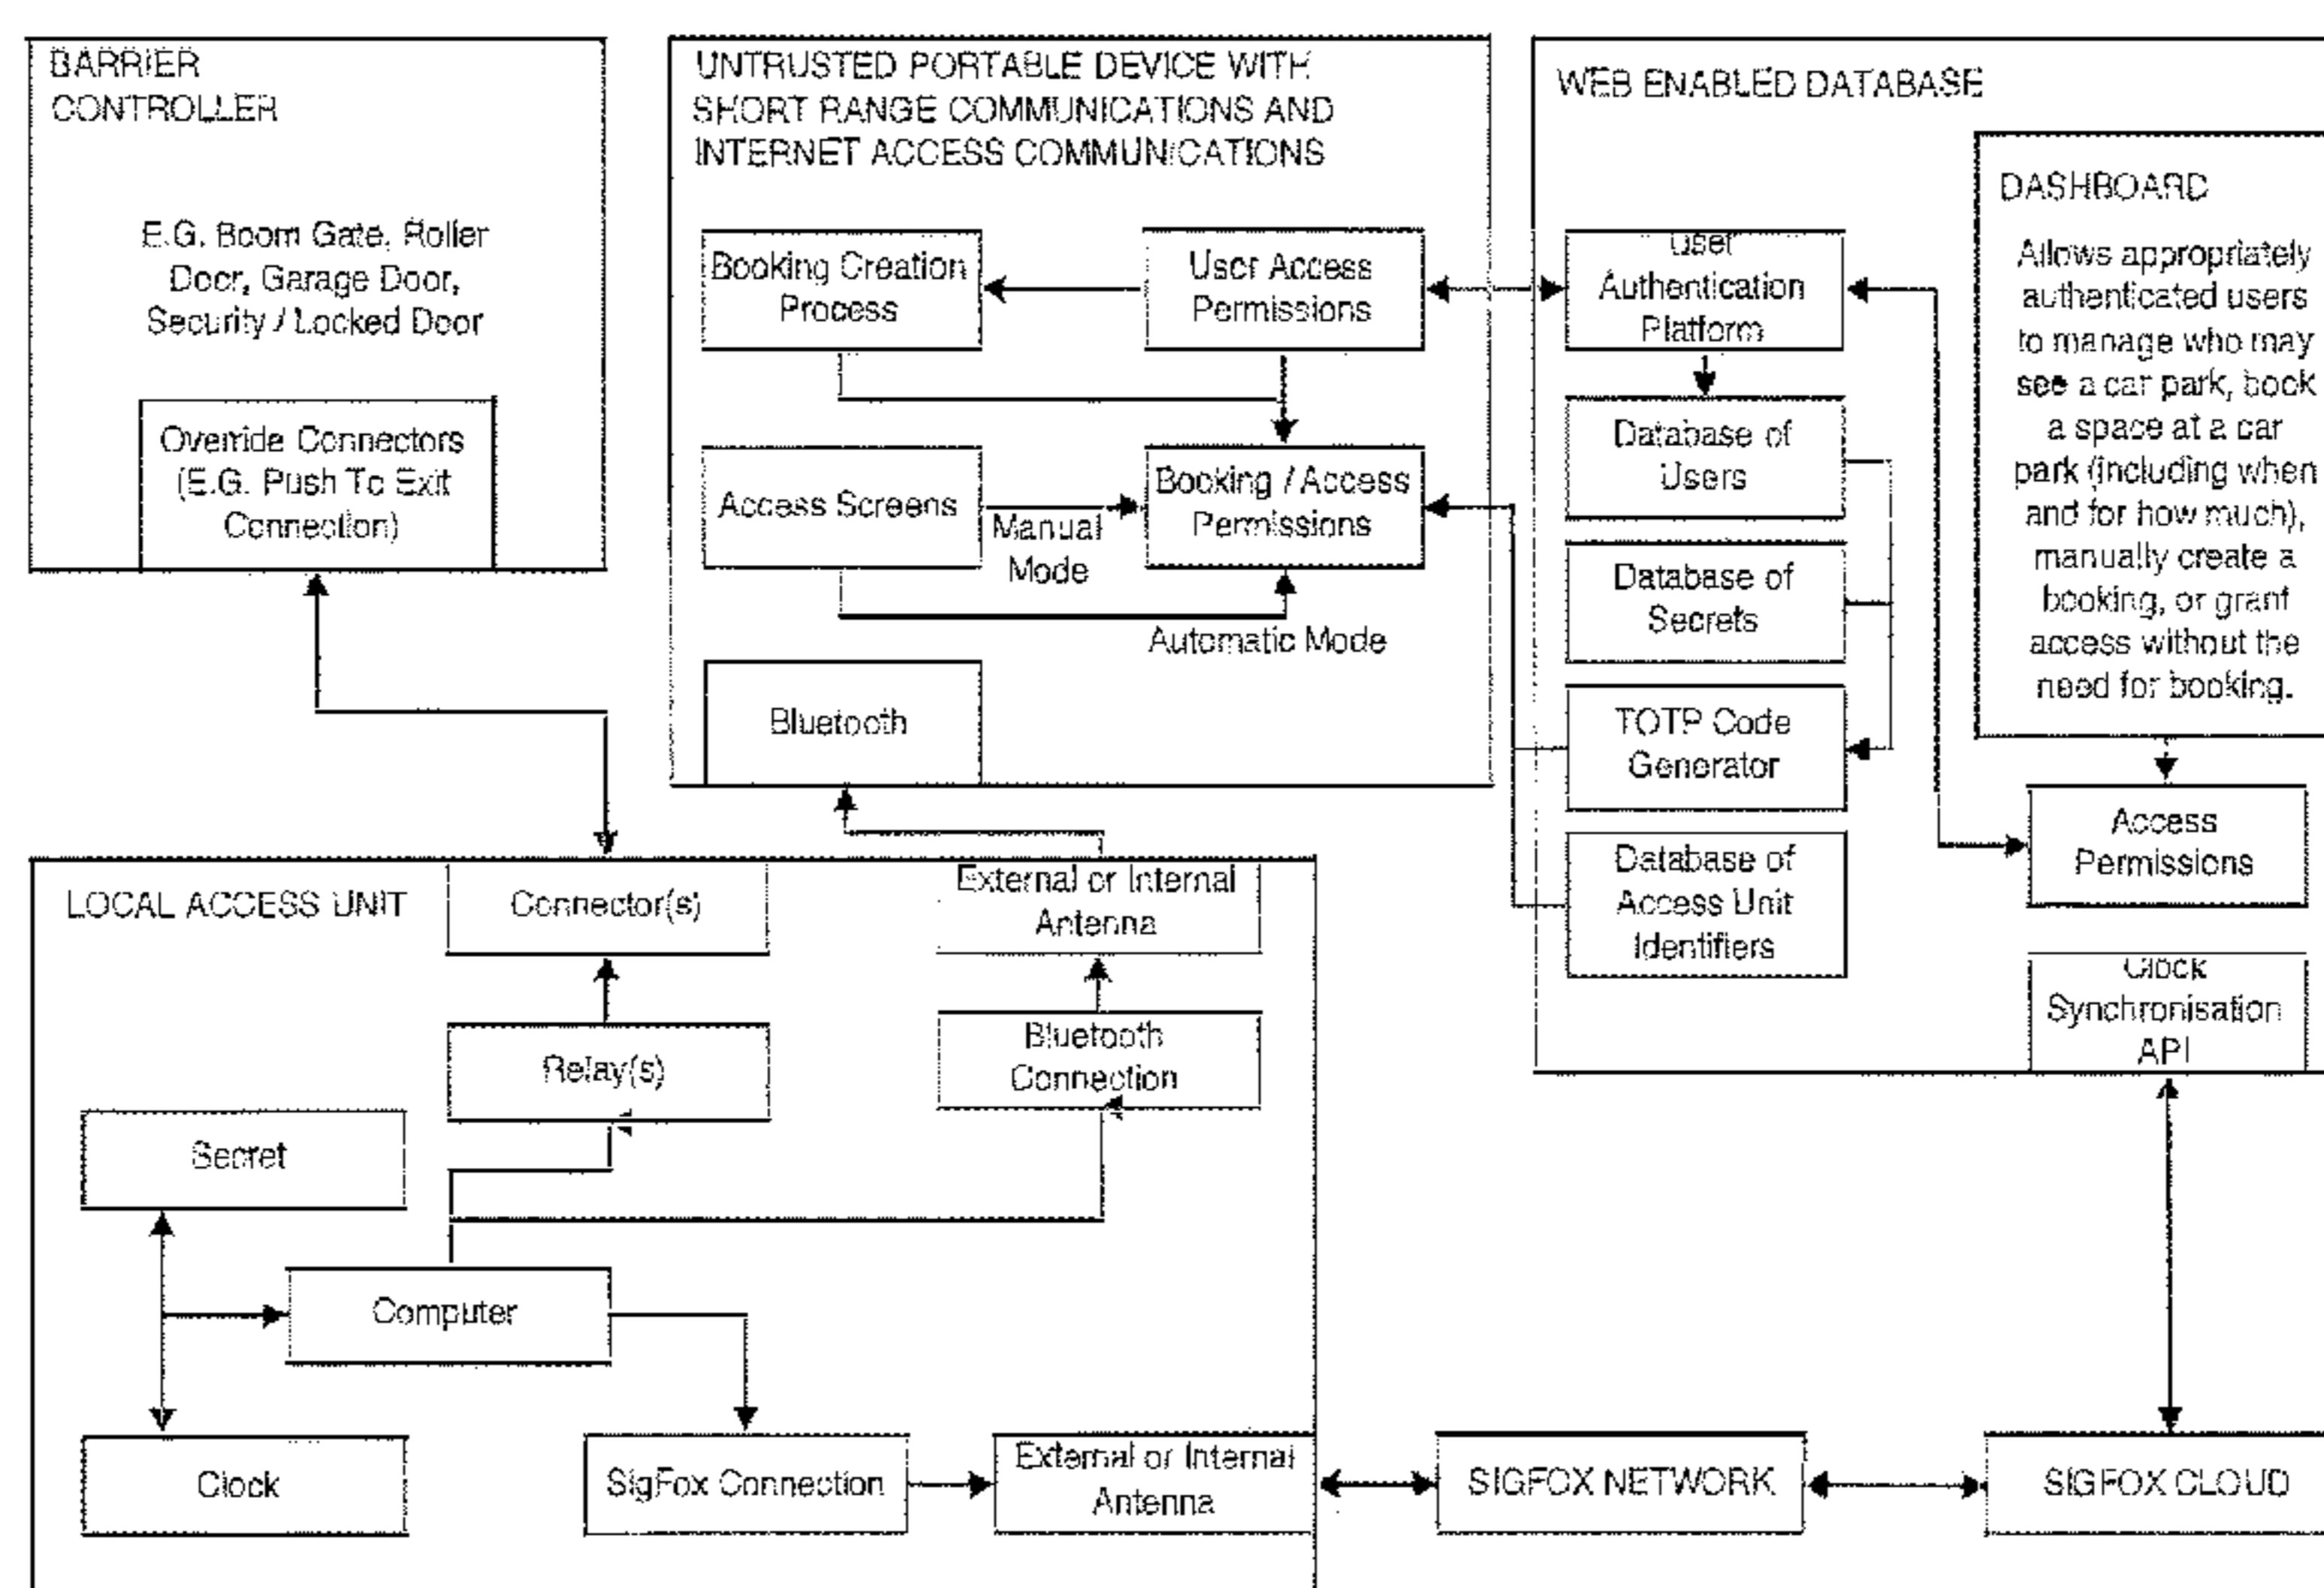 BARRIER
CONTROLLER
E.G. Boom Gate, Roller
Door, Garage Door,
Security / Locked Door
Override Connectors
(E.G. Push To Exit
Connection)
UNTRUSTED PORTABLE DEVICE WITH
SHORT RANGE COMMUNICATIONS AND
INTERNET ACCESS COMMUNICATIONS
Booking Creation
Process
User Access
Permissions
Access Screens
Manual
Mode
Booking / Access
Permissions
Automatic Mode
Bluetooth
WEB ENABLED DATABASE
User
Authentication
Platform
Database of
Users
Database of
Secrets
TOTP Code
Generator
Database of
Access Unit
Identifiers
DASHBOARD
Allows appropriately
authenticated users
to manage who may
see a car park, book
a space at a car
park (including when
and for how much),
manually create a
booking, or grant
access without the
need for booking.
Access
Permissions
Clock
Synchronisation
API
LOCAL ACCESS UNIT
Connector(s)
External or Internal
Antenna
Relay(s)
Bluetooth
Connection
Secret
Computer
Clock
SigFox Connection
External or Internal
Antenna
SIGFOX NETWORK
SIGFOX CLOUD